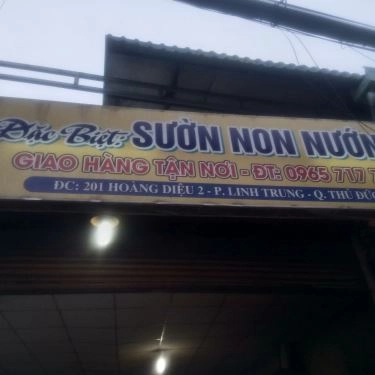 Đặc Biệt: SƯỜN NON NƯỚN
GIAO HÀNG TẬN NƠI - ĐT: 0965 717 7
ĐC: 201 HOÀNG DIỆU 2 - P. LINH TRUNG - Q. THỦ ĐỨC